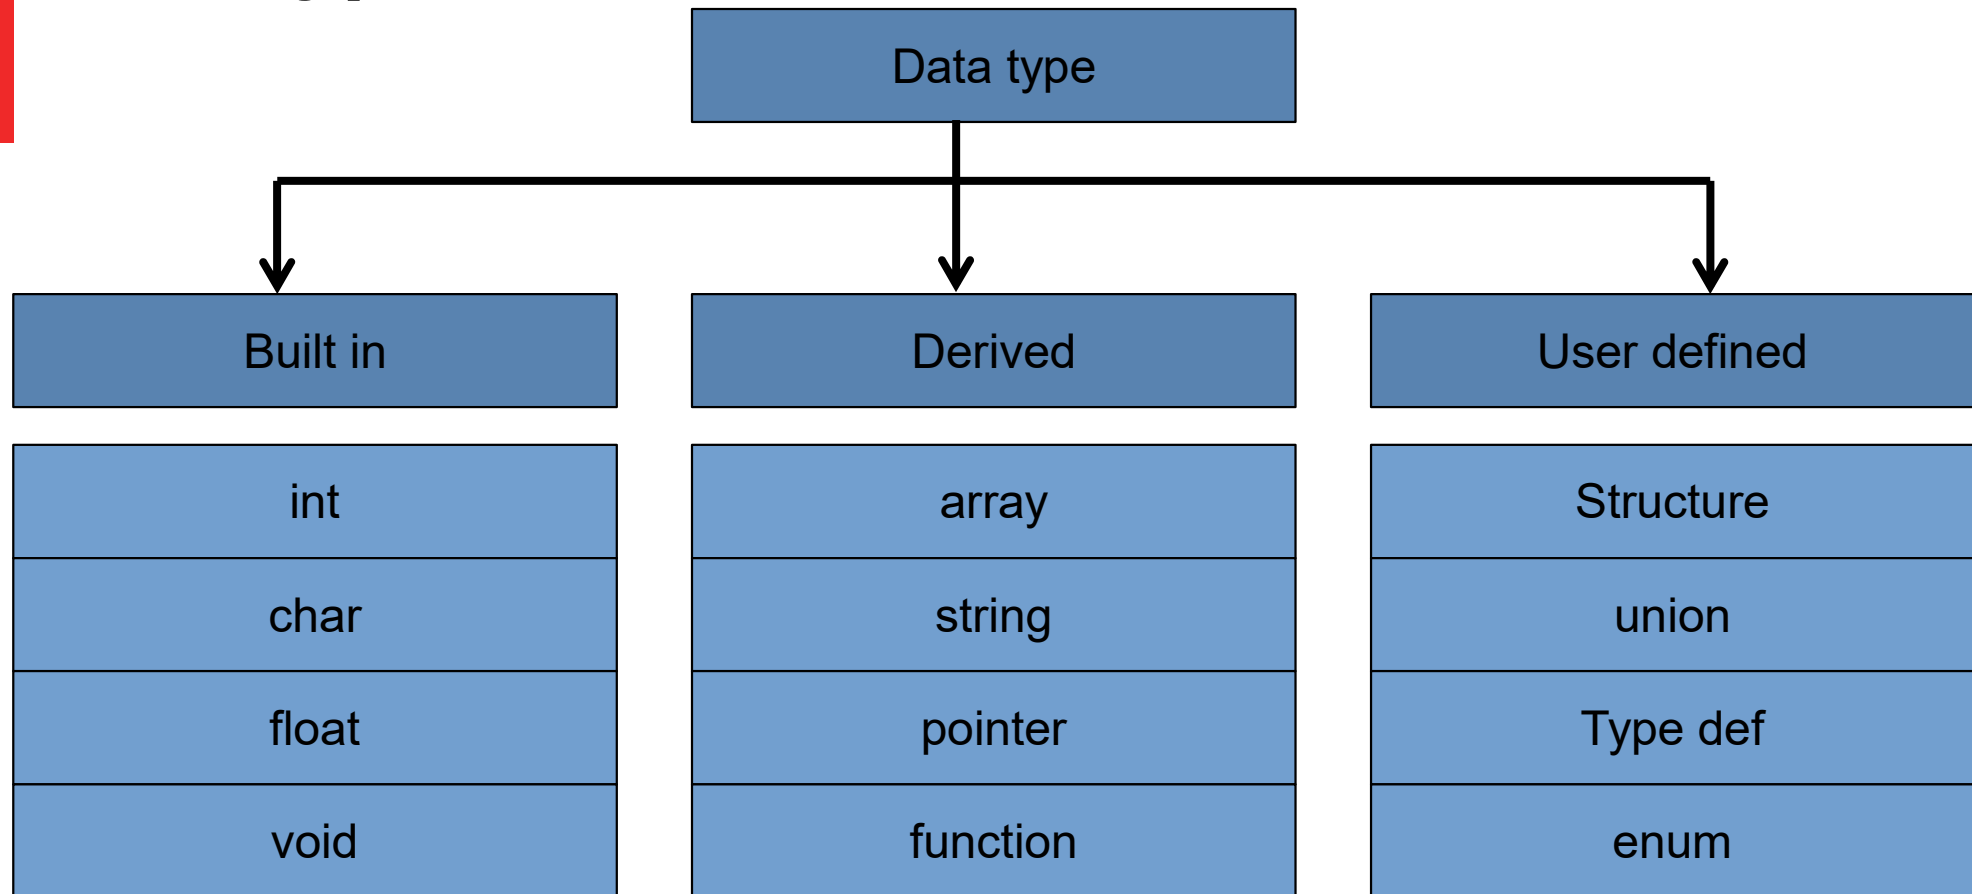 Data type
Built in
Derived
User defined
int
array
Structure
char
string
union
float
pointer
Type def
void
function
enum